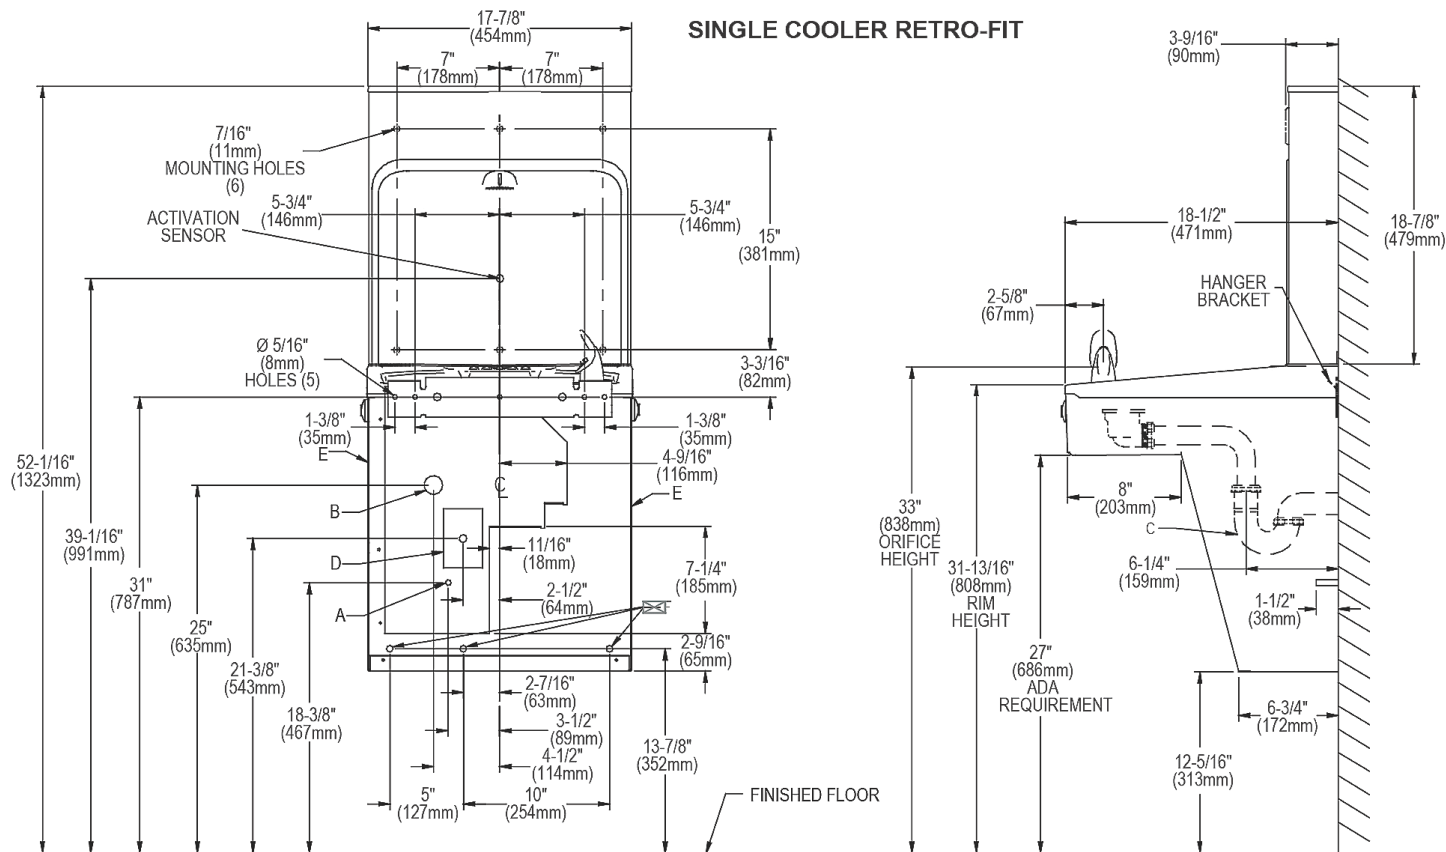 SINGLE COOLER RETRO-FIT
17-7/8"
(454mm)
7"
(178mm)
7"
(178mm)
7/16"
(11mm)
MOUNTING HOLES
(6)
5-3/4"
(146mm)
5-3/4"
(146mm)
ACTIVATION
SENSOR
15"
(381mm)
Ø 5/16"
(8mm)
HOLES (5)
3-3/16"
(82mm)
1-3/8"
(35mm)
1-3/8"
(35mm)
E
4-9/16"
(116mm)
E
52-1/16"
(1323mm)
39-1/16"
(991mm)
31"
(787mm)
25"
(635mm)
21-3/8"
(543mm)
18-3/8"
(467mm)
B
D
A
11/16"
(18mm)
7-1/4"
(185mm)
2-1/2"
(64mm)
2-9/16"
(65mm)
2-7/16"
(63mm)
3-1/2"
(89mm)
4-1/2"
(114mm)
13-7/8"
(352mm)
5"
(127mm)
10"
(254mm)
FINISHED FLOOR
3-9/16"
(90mm)
18-1/2"
(471mm)
18-7/8"
(479mm)
HANGER
BRACKET
2-5/8"
(67mm)
8"
(203mm)
33"
(838mm)
ORIFICE
HEIGHT
C
6-1/4"
(159mm)
31-13/16"
(808mm)
RIM
HEIGHT
1-1/2"
(38mm)
27"
(686mm)
ADA
REQUIREMENT
6-3/4"
(172mm)
12-5/16"
(313mm)